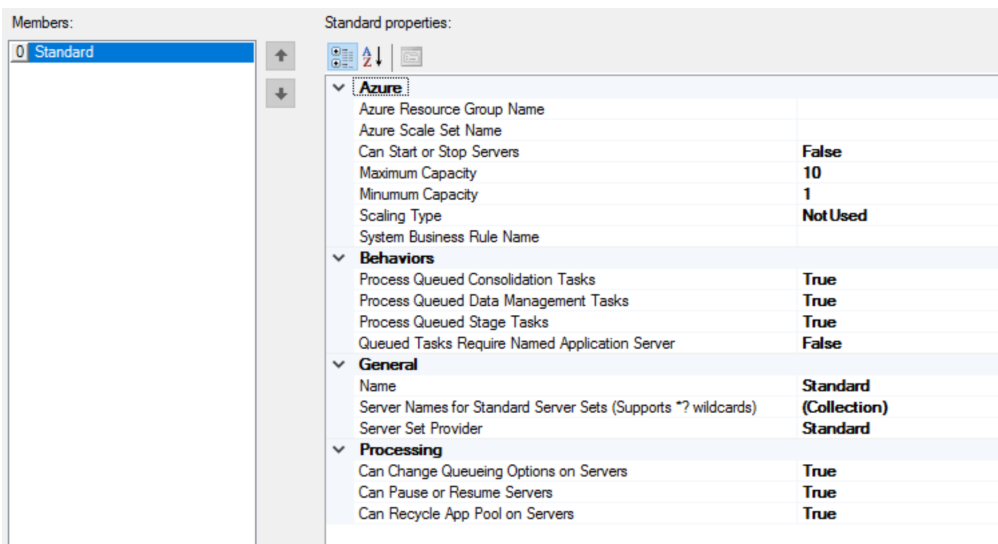 Members:
Standard properties:
0 Standard
Azure
Azure Resource Group Name
Azure Scale Set Name
Can Start or Stop Servers False
Maximum Capacity 10
Minumum Capacity 1
Scaling Type NotUsed
System Business Rule Name
Behaviors
Process Queued Consolidation Tasks True
Process Queued Data Management Tasks True
Process Queued Stage Tasks True
Queued Tasks Require Named Application Server False
General
Name Standard
Server Names for Standard Server Sets (Supports *? wildcards) (Collection)
Server Set Provider Standard
Processing
Can Change Queueing Options on Servers True
Can Pause or Resume Servers True
Can Recycle App Pool on Servers True